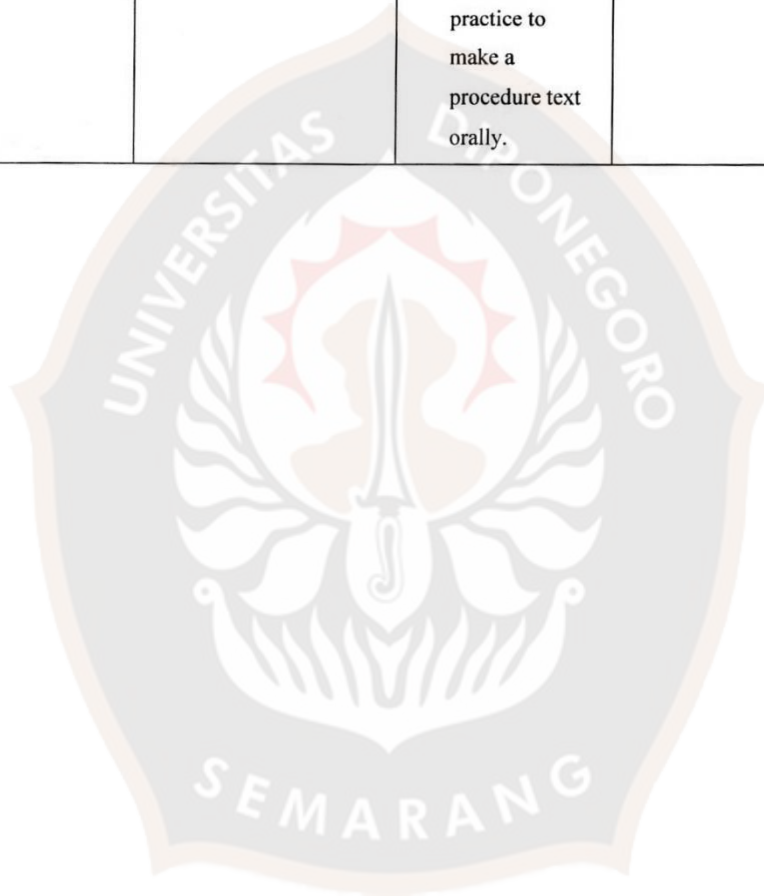 practice to
make a
procedure text
orally.
UNIVERSITAS DIPONEGORO
SEMARANG